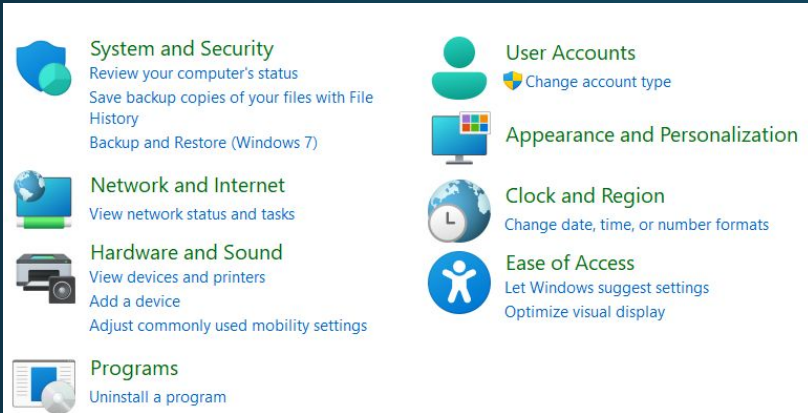 System and Security
Review your computer's status
Save backup copies of your files with File
History
Backup and Restore (Windows 7)
Network and Internet
View network status and tasks
Hardware and Sound
View devices and printers
Add a device
Adjust commonly used mobility settings
Programs
Uninstall a program
User Accounts
Change account type
Appearance and Personalization
Clock and Region
Change date, time, or number formats
Ease of Access
Let Windows suggest settings
Optimize visual display